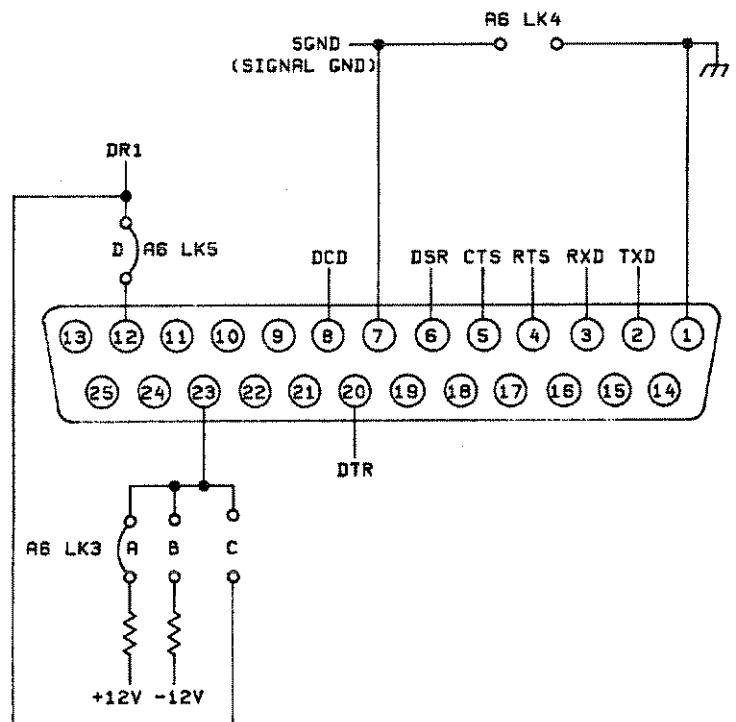 A6 LK4
SGND
(SIGNAL GND)
DR1
D A6 LK5
DCD DSR CTS RTS RXD TXD
13 12 11 10 9 8 7 6 5 4 3 2 1
25 24 23 22 21 20 19 18 17 16 15 14
DTR
A6 LK3 A B C
+12V -12V